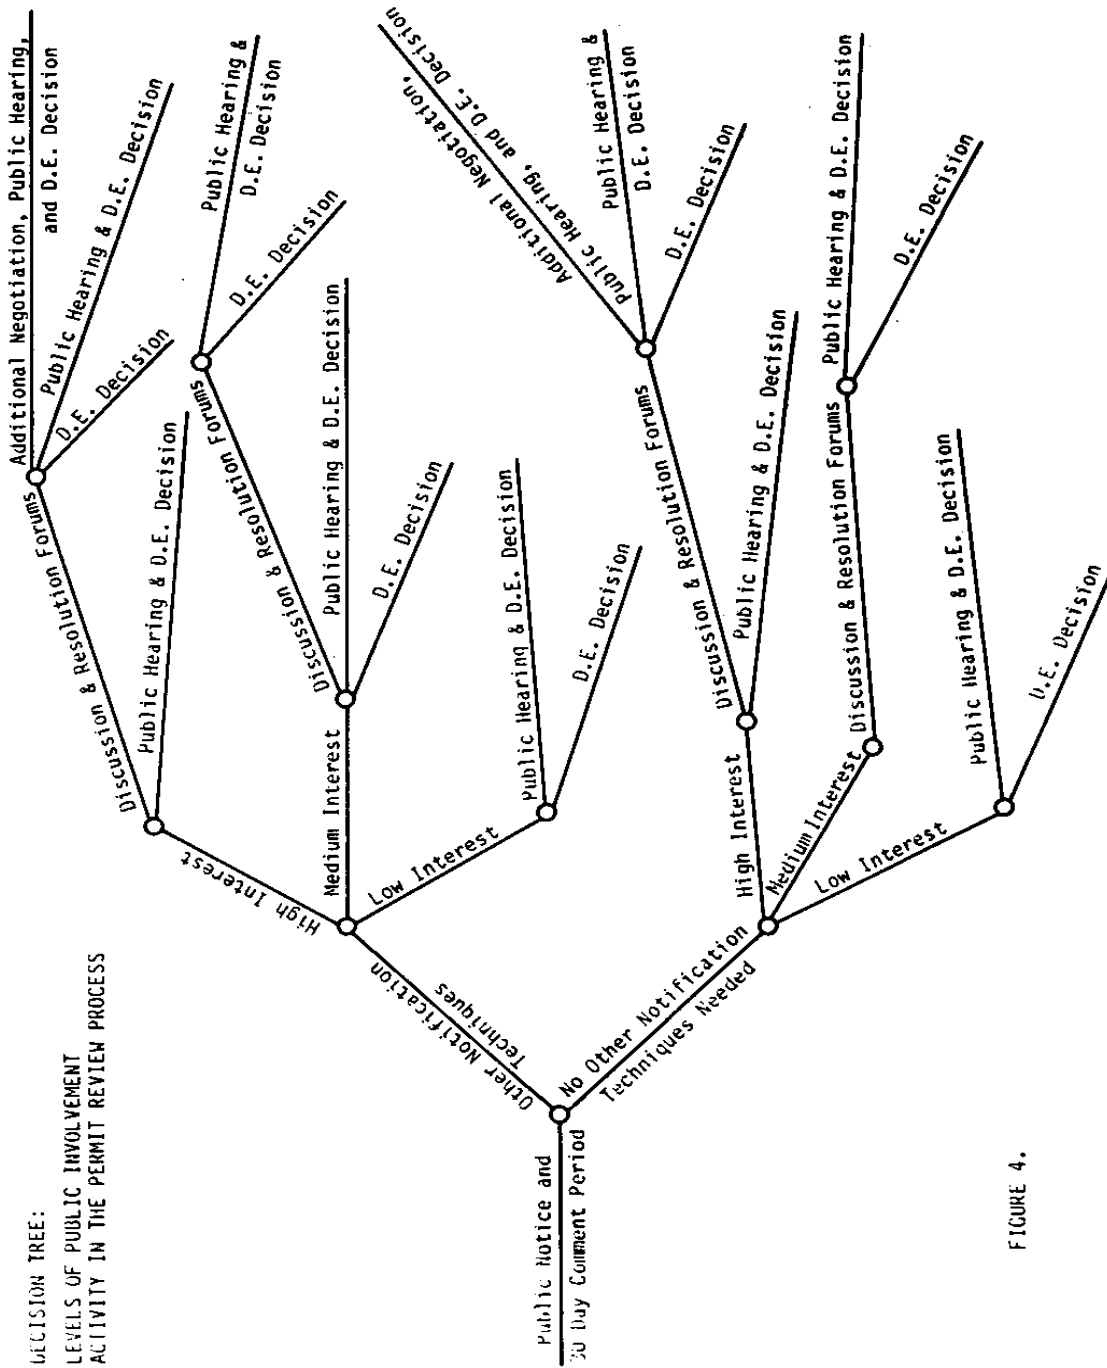 DECISION TREE:
LEVELS OF PUBLIC INVOLVEMENT
ACTIVITY IN THE PERMIT REVIEW PROCESS
Public Notice and
30 Day Comment Period
Other Notification
Techniques
High Interest
Discussion & Resolution Forums
Additional Negotiation, Public Hearing,
and D.E. Decision
Public Hearing & D.E. Decision
D.E. Decision
Public Hearing & D.E. Decision
Medium Interest
Discussion & Resolution Forums
Public Hearing &
D.E. Decision
D.E. Decision
Public Hearing & D.E. Decision
D.E. Decision
Low Interest
Public Hearing & D.E. Decision
D.E. Decision
No Other Notification
Techniques Needed
High Interest
Discussion & Resolution Forums
Additional Negotiation,
Public Hearing, and D.E. Decision
Public Hearing &
D.E. Decision
D.E. Decision
Public Hearing & D.E. Decision
Medium Interest
Discussion & Resolution Forums
Public Hearing & D.E. Decision
D.E. Decision
Low Interest
Public Hearing & D.E. Decision
D.E. Decision
FIGURE 4.